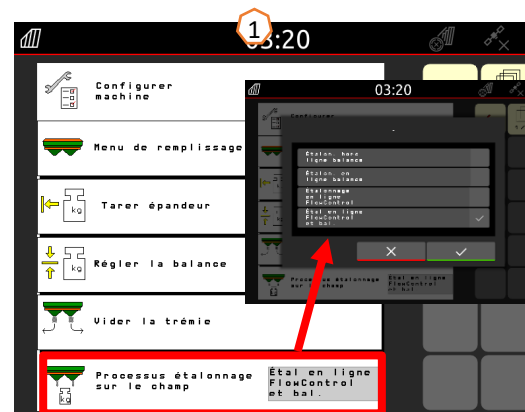 1
03:20
Configurer
machine
Menu de remplissage
Tarer épandeur
kg
Régler la balance
kg
Vider la trémie
Processus étalonnage
sur le champ
kg
Étal en ligne
FlowControl
et bal.
03:20
Configurer
Étalon. hors
ligne balance
Étalon. en
ligne balance
Étalonnage
en ligne
FlowControl
Étal en ligne
FlowControl
et bal.
Processus étalonnage
sur le champ
Étal en ligne
FlowControl
et bal